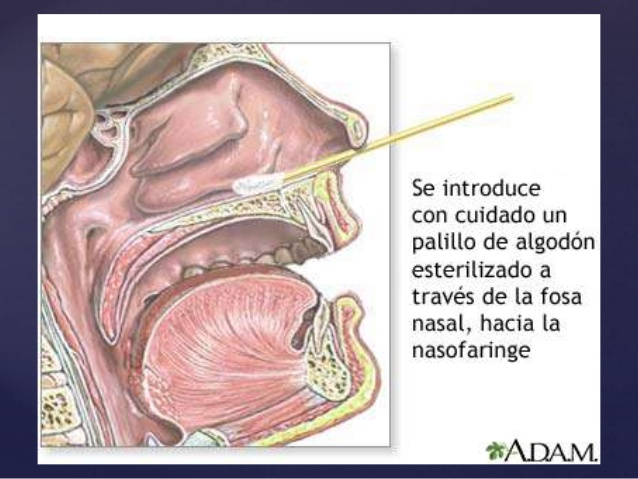 Se introduce
con cuidado un
palillo de algodón
esterilizado a
través de la fosa
nasal, hacia la
nasofaringe
A.D.A.M.